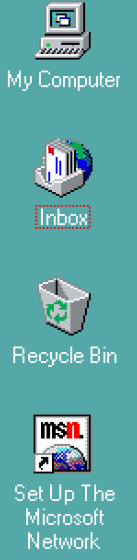 My Computer
Inbox
Recycle Bin
msn.
Set Up The
Microsoft
Network